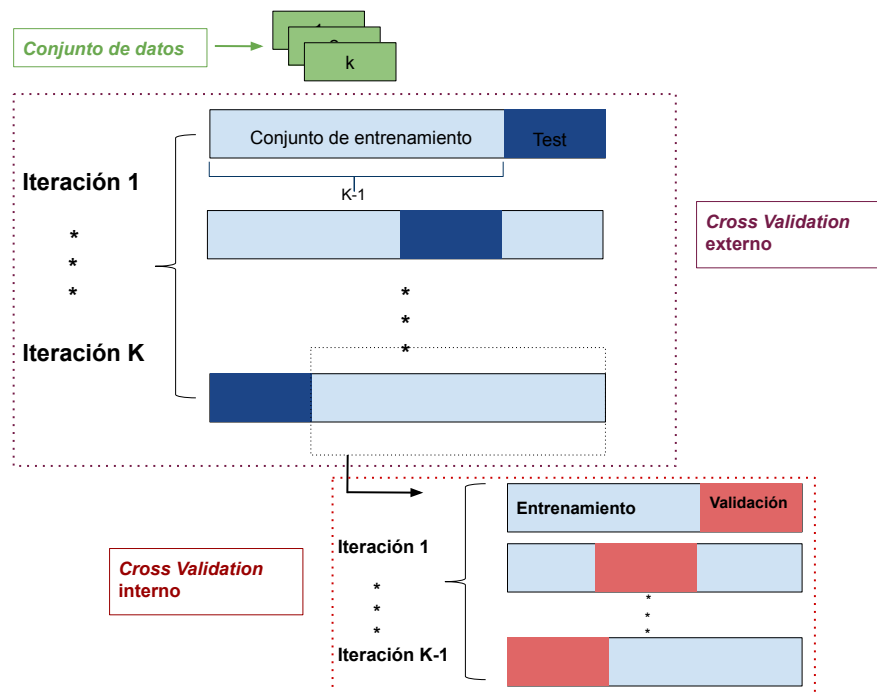 Conjunto de datos
k
Conjunto de entrenamiento
Test
Iteración 1
K-1
*
*
*
Cross Validation
externo
*
*
*
Iteración K
Entrenamiento
Validación
Iteración 1
Cross Validation
interno
*
*
*
*
*
*
Iteración K-1